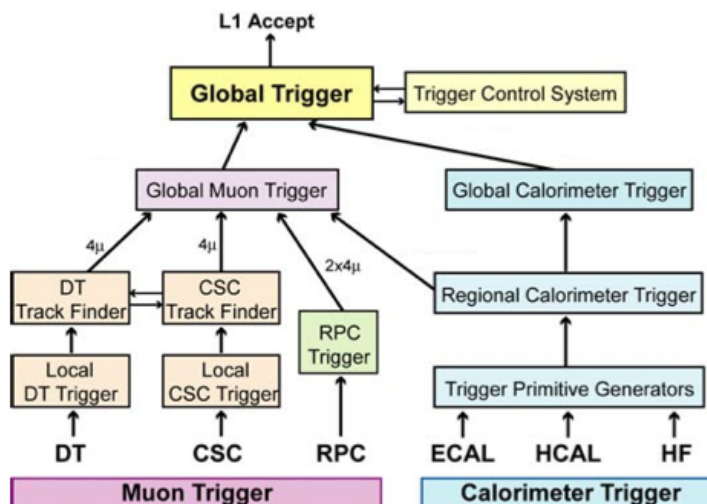 L1 Accept
Global Trigger
Trigger Control System
Global Muon Trigger
Global Calorimeter Trigger
4μ
4μ
2x4μ
DT
Track Finder
CSC
Track Finder
Regional Calorimeter Trigger
RPC
Trigger
Local
DT Trigger
Local
CSC Trigger
Trigger Primitive Generators
DT
CSC
RPC
ECAL
HCAL
HF
Muon Trigger
Calorimeter Trigger